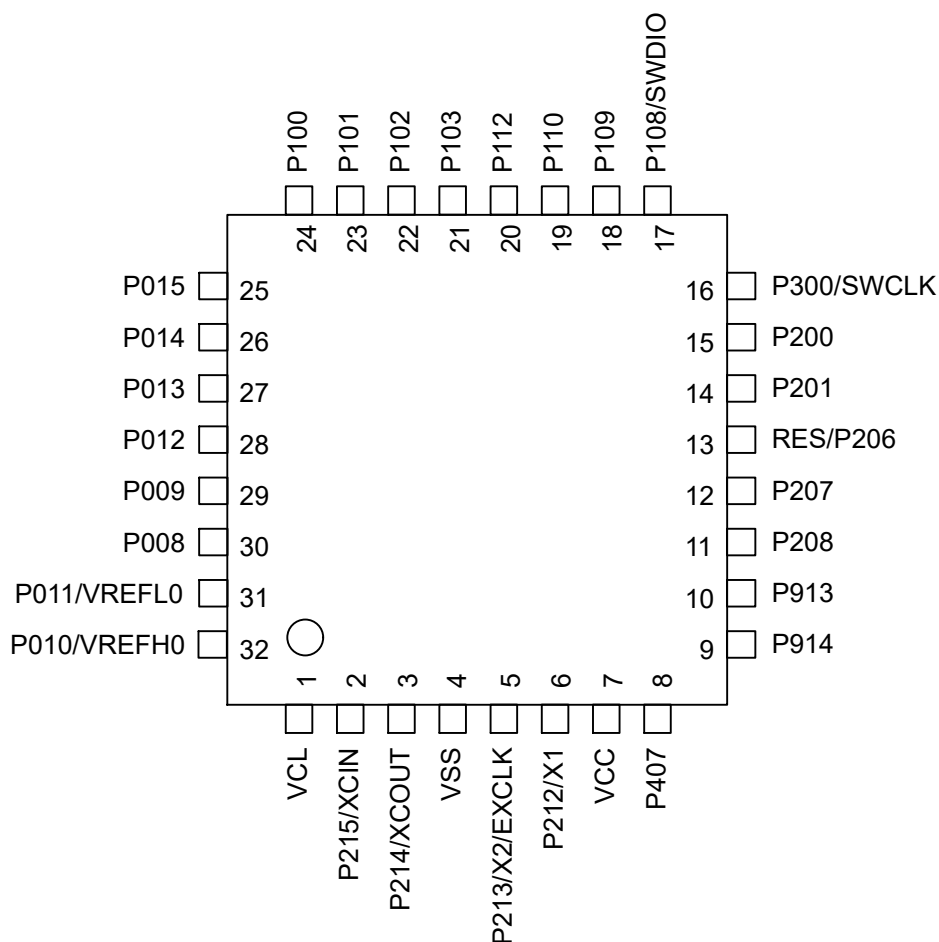 P100
P101
P102
P103
P112
P110
P109
P108/SWDIO
24
23
22
21
20
19
18
17
P015 25
P014 26
P013 27
P012 28
P009 29
P008 30
P011/VREFL0 31
P010/VREFH0 32
16 P300/SWCLK
15 P200
14 P201
13 RES/P206
12 P207
11 P208
10 P913
9 P914
1
2
3
4
5
6
7
8
VCL
P215/XCIN
P214/XCOUT
VSS
P213/X2/EXCLK
P212/X1
VCC
P407